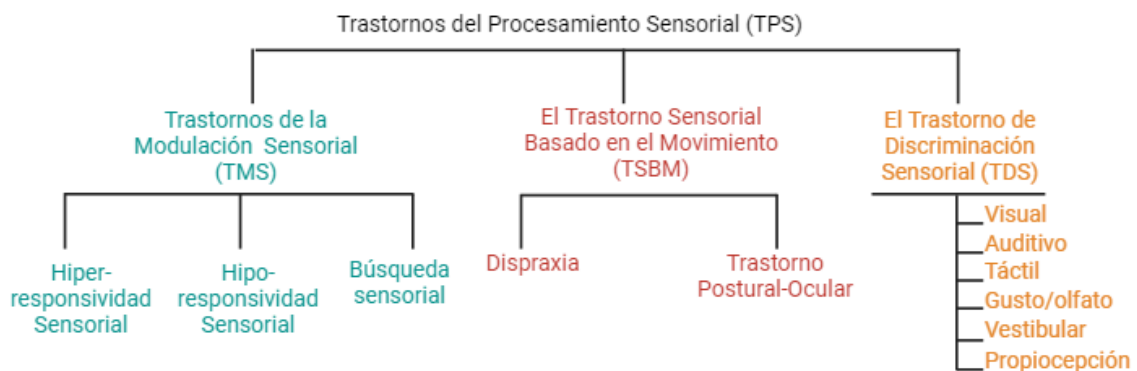 Trastornos del Procesamiento Sensorial (TPS)
Trastornos de la
Modulación Sensorial
(TMS)
El Trastorno Sensorial
Basado en el Movimiento
(TSBM)
El Trastorno de
Discriminación
Sensorial (TDS)
Hiper-
responsividad
Sensorial
Hipo-
responsividad
Sensorial
Búsqueda
sensorial
Dispraxia
Trastorno
Postural-Ocular
Visual
Auditivo
Táctil
Gusto/olfato
Vestibular
Propiocepción